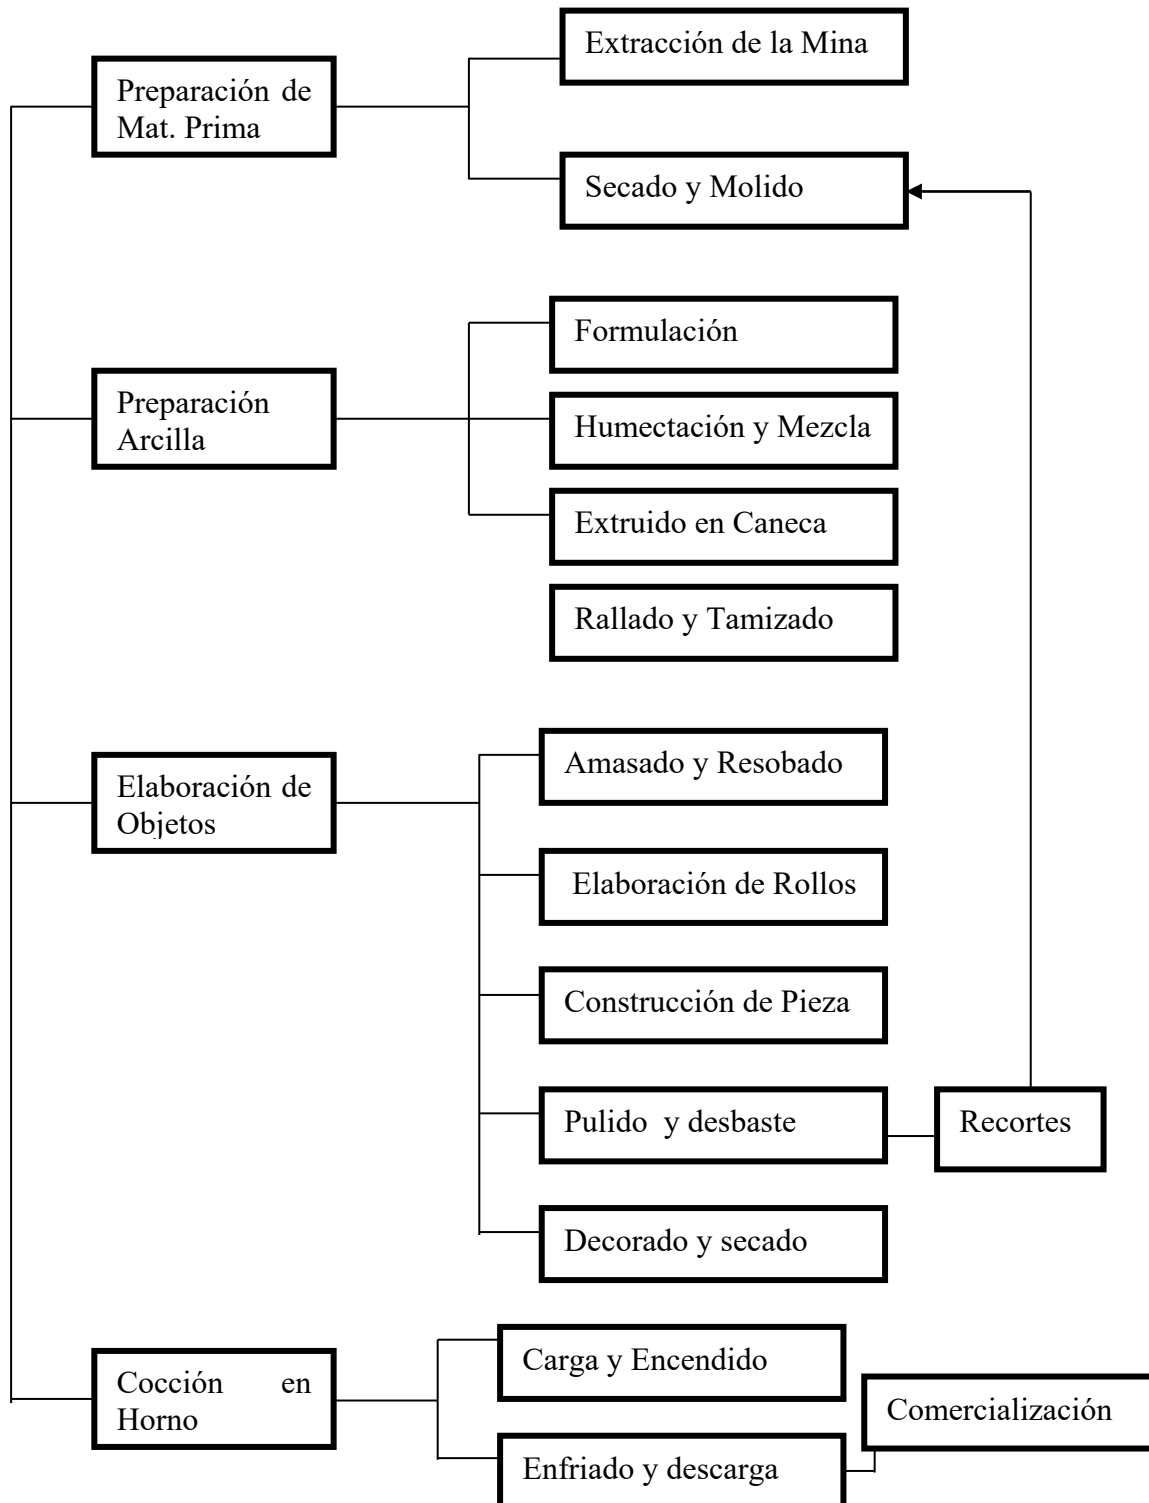 Extracción de la Mina
Preparación de
Mat. Prima
Secado y Molido
Formulación
Preparación
Arcilla
Humectación y Mezcla
Extruido en Caneca
Rallado y Tamizado
Amasado y Resobado
Elaboración de
Objetos
Elaboración de Rollos
Construcción de Pieza
Pulido y desbaste
Recortes
Decorado y secado
Carga y Encendido
Cocción en
Horno
Comercialización
Enfriado y descarga